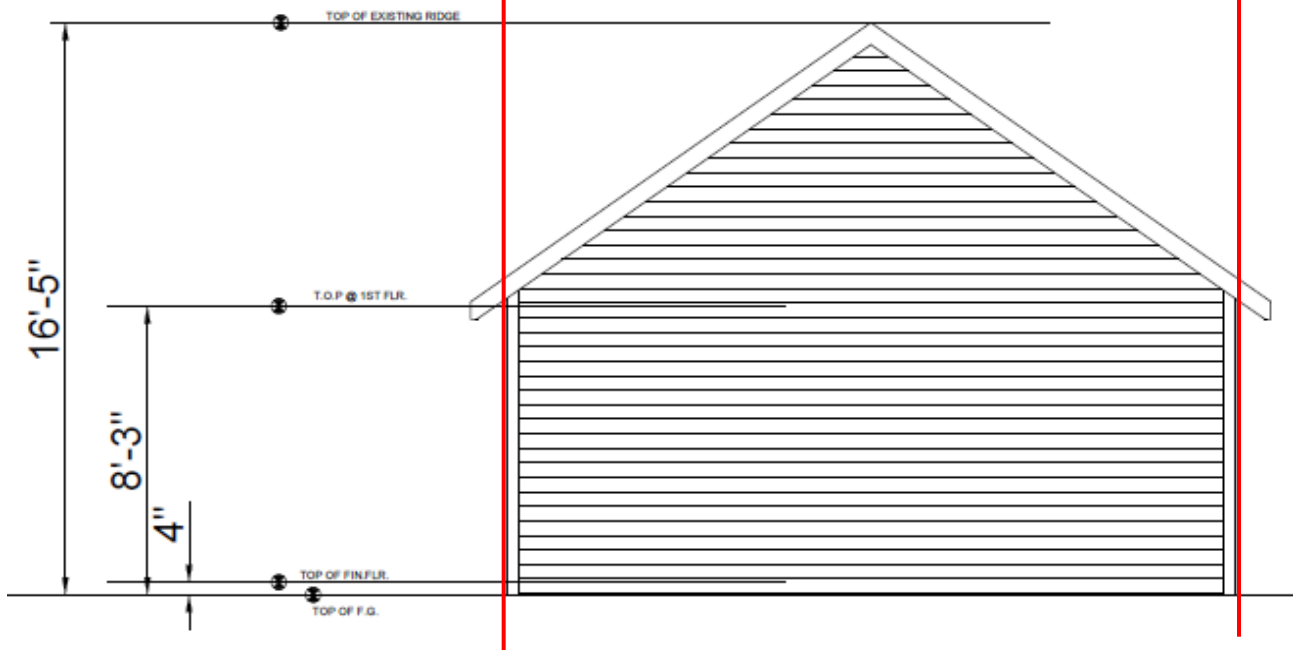 TOP OF EXISTING RIDGE
16'-5"
T.O.P @ 1ST FLR.
8'-3"
4"
TOP OF FIN.FLR.
TOP OF F.G.